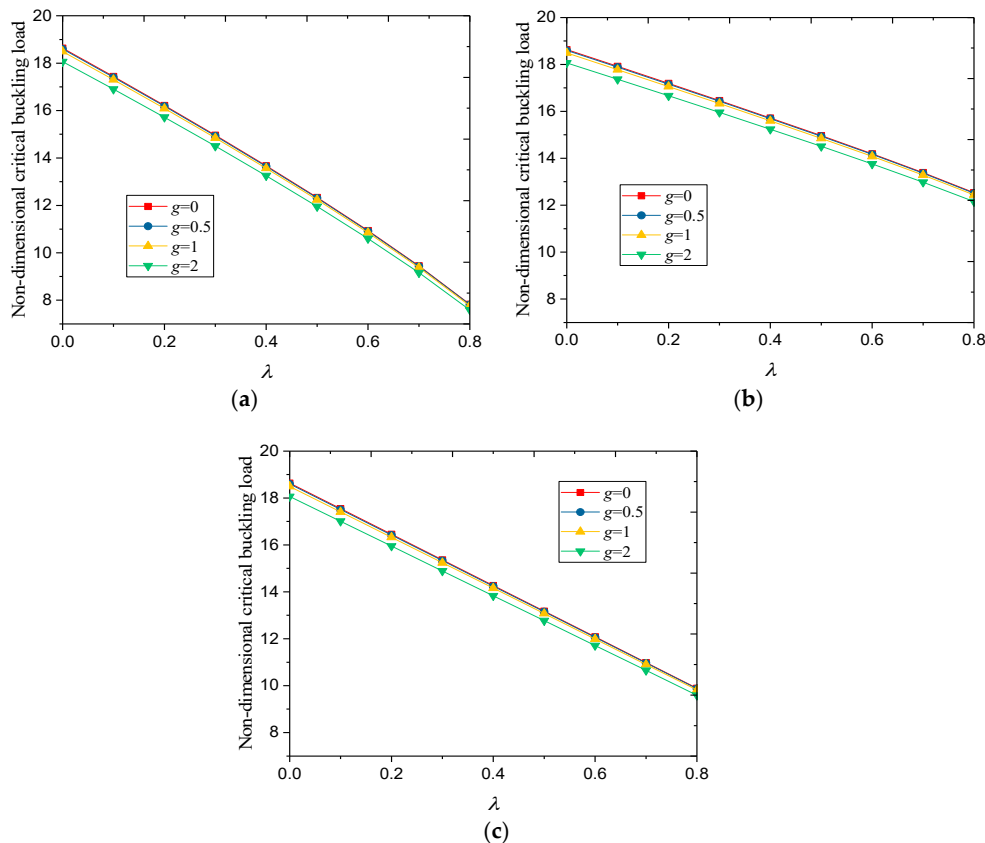 Non-dimensional critical buckling load
20
18
16
14
12
10
8
g=0
g=0.5
g=1
g=2
0.0 0.2 0.4 0.6 0.8
λ
(a)
Non-dimensional critical buckling load
20
18
16
14
12
10
8
g=0
g=0.5
g=1
g=2
0.0 0.2 0.4 0.6 0.8
λ
(b)
Non-dimensional critical buckling load
20
18
16
14
12
10
8
g=0
g=0.5
g=1
g=2
0.0 0.2 0.4 0.6 0.8
λ
(c)